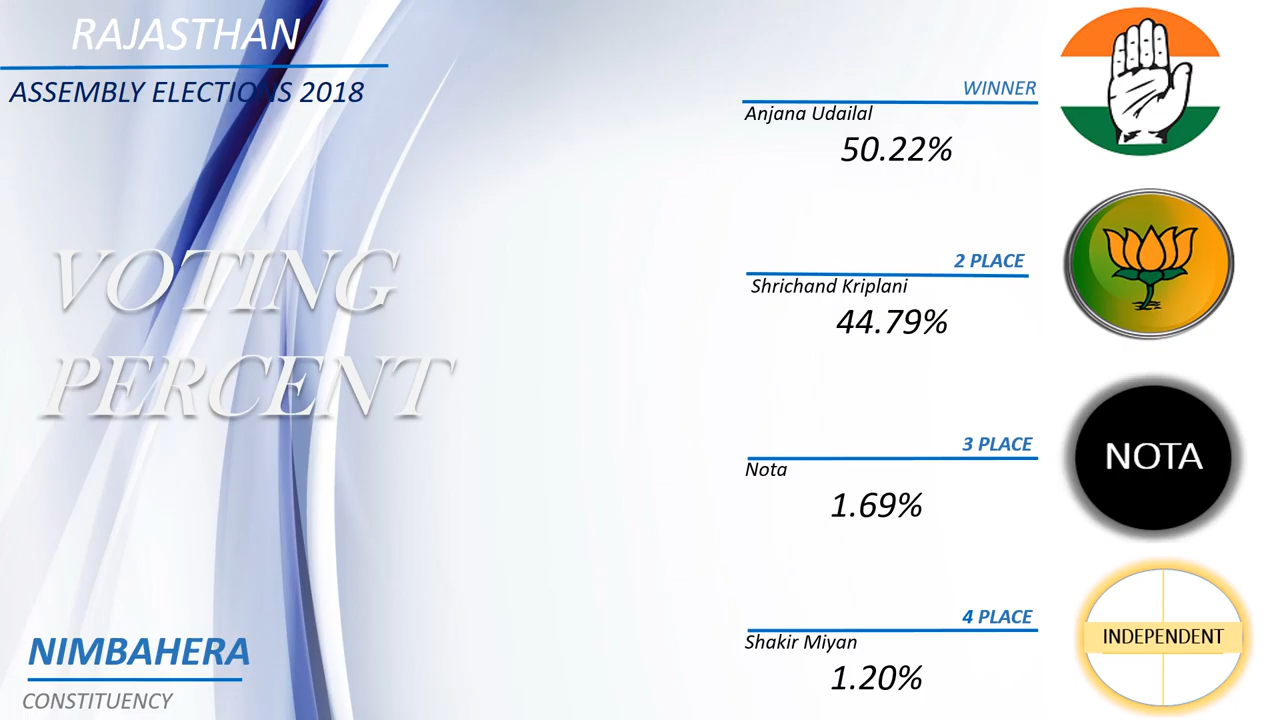 RAJASTHAN
ASSEMBLY ELECTIONS 2018
VOTING
PERCENT
NIMBAHERA
CONSTITUENCY
WINNER
Anjana Udailal
50.22%
2 PLACE
Shrichand Kriplani
44.79%
3 PLACE
Nota
1.69%
NOTA
4 PLACE
Shakir Miyan
1.20%
INDEPENDENT